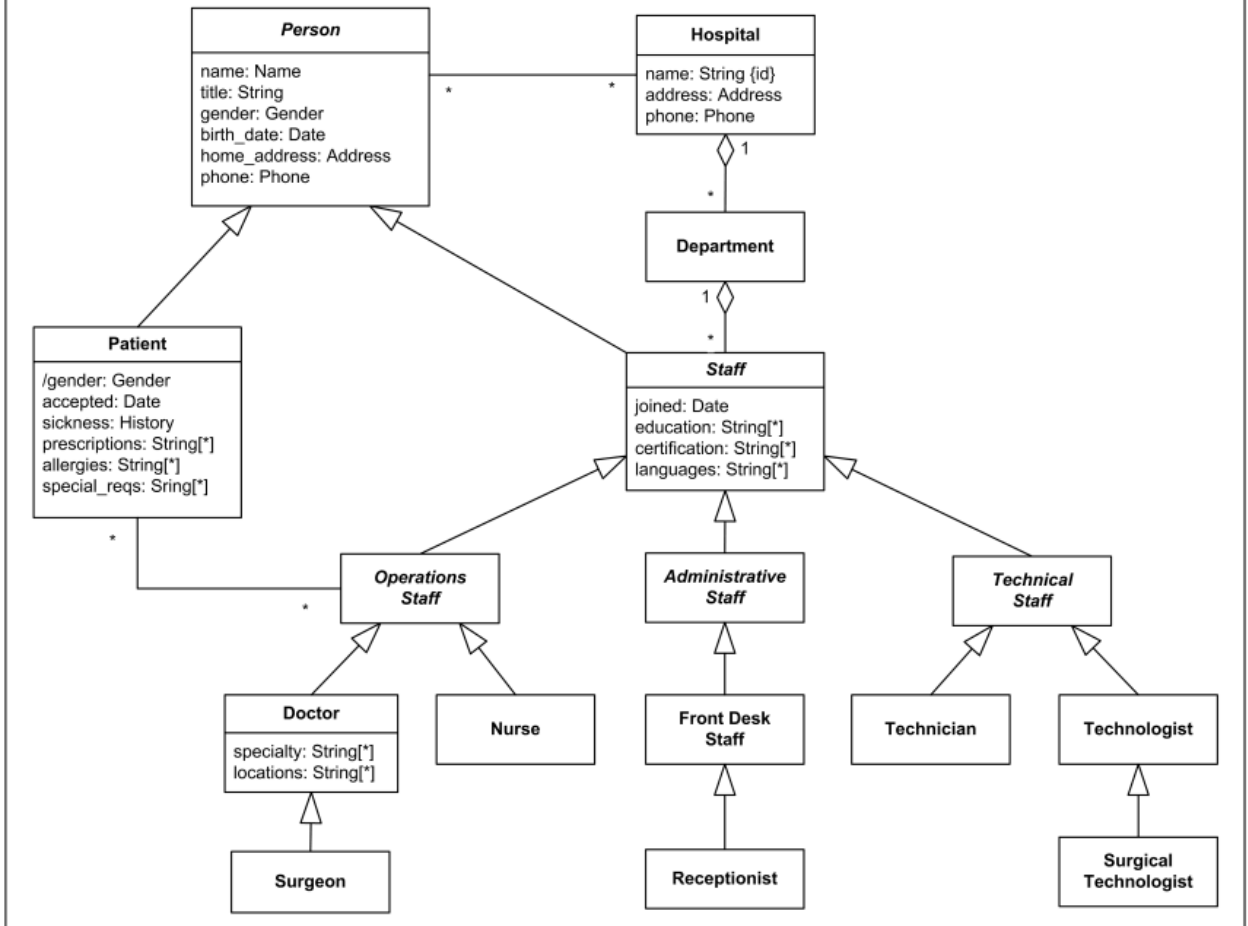 Person
name: Name
title: String
gender: Gender
birth_date: Date
home_address: Address
phone: Phone
*
*
Hospital
name: String {id}
address: Address
phone: Phone
1
*
Department
1
*
Patient
/gender: Gender
accepted: Date
sickness: History
prescriptions: String[*]
allergies: String[*]
special_reqs: Sring[*]
*
*
Staff
joined: Date
education: String[*]
certification: String[*]
languages: String[*]
Operations
Staff
Administrative
Staff
Technical
Staff
Doctor
specialty: String[*]
locations: String[*]
Nurse
Front Desk
Staff
Technician
Technologist
Surgeon
Receptionist
Surgical
Technologist